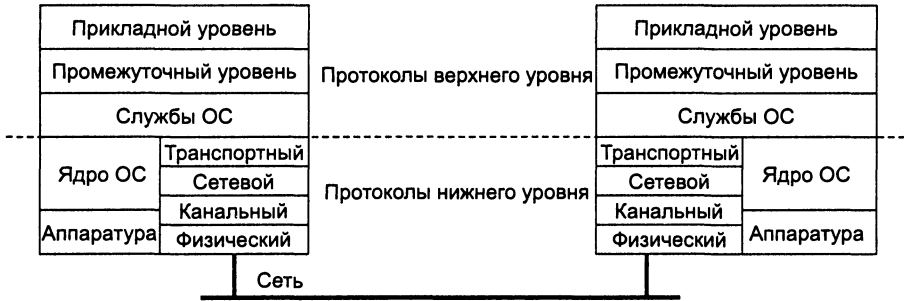 Прикладной уровень
Промежуточный уровень
Службы ОС
Ядро ОС
Аппаратура
Транспортный
Сетевой
Канальный
Физический
Протоколы верхнего уровня
Протоколы нижнего уровня
Сеть
Прикладной уровень
Промежуточный уровень
Службы ОС
Транспортный
Сетевой
Канальный
Физический
Ядро ОС
Аппаратура